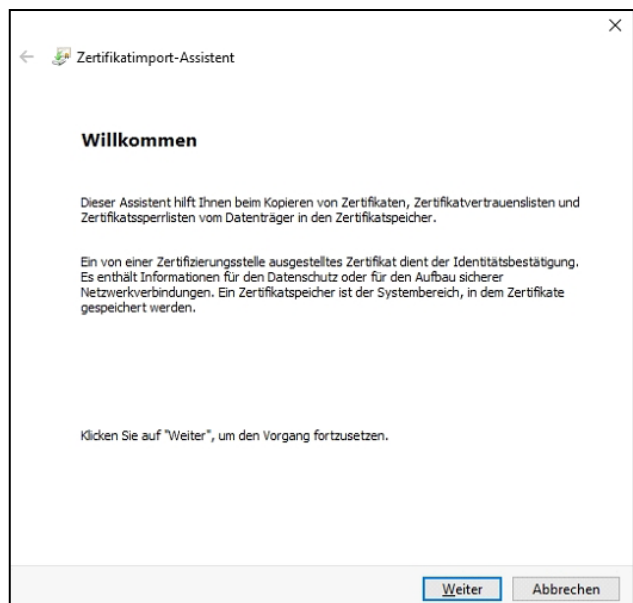 Zertifikatimport-Assistent
Willkommen
Dieser Assistent hilft Ihnen beim Kopieren von Zertifikaten, Zertifikatvertrauenslisten und
Zertifikatssperrlisten vom Datenträger in den Zertifikatspeicher.
Ein von einer Zertifizierungsstelle ausgestelltes Zertifikat dient der Identitätsbestätigung.
Es enthält Informationen für den Datenschutz oder für den Aufbau sicherer
Netzwerkverbindungen. Ein Zertifikatspeicher ist der Systembereich, in dem Zertifikate
gespeichert werden.
Klicken Sie auf "Weiter", um den Vorgang fortzusetzen.
Weiter Abbrechen